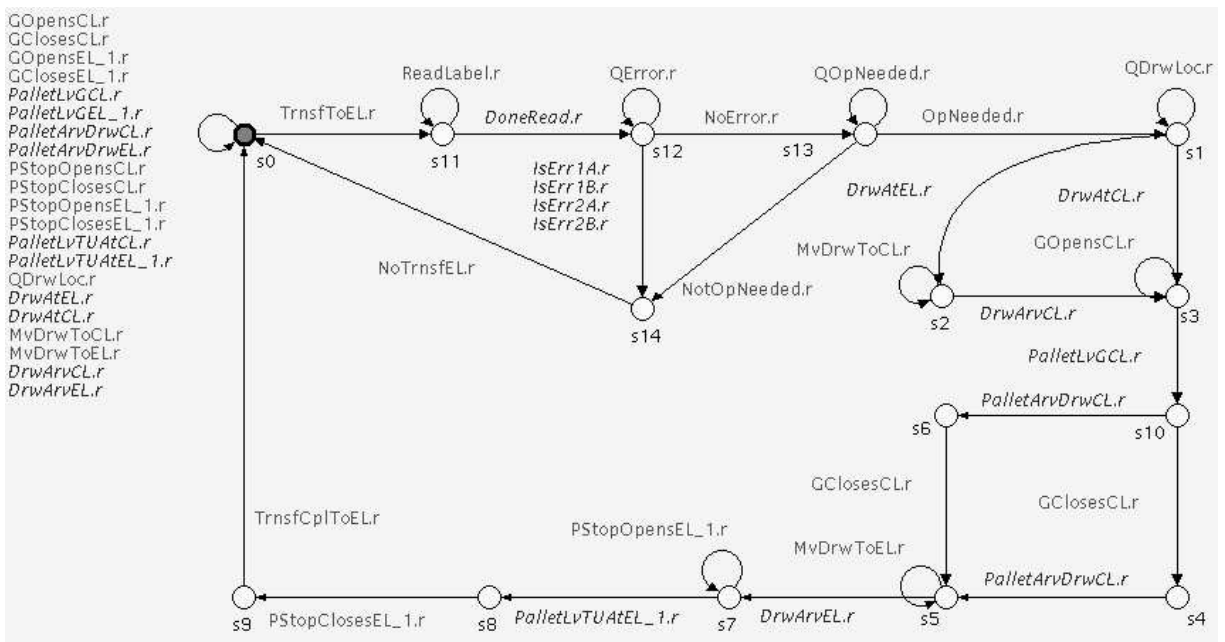 GOpensCL.r
GClosesCL.r
GOpensEL_1.r
GClosesEL_1.r
PalletLvGCL.r
PalletLvGEL_1.r
PalletArvDrwCL.r
PalletArvDrwEL.r
PStopOpensCL.r
PStopClosesCL.r
PStopOpensEL_1.r
PStopClosesEL_1.r
PalletLvTUAtCL.r
PalletLvTUAtEL_1.r
QDrwLoc.r
DrwAtEL.r
DrwAtCL.r
MvDrwToCL.r
MvDrwToEL.r
DrwArvCL.r
DrwArvEL.r
s0
TrnsfToEL.r
ReadLabel.r
s11
DoneRead.r
QError.r
s12
NoError.r
QOpNeeded.r
s13
OpNeeded.r
QDrwLoc.r
s1
IsErr1A.r
IsErr1B.r
IsErr2A.r
IsErr2B.r
DrwAtEL.r
DrwAtCL.r
MvDrwToCL.r
GOpensCL.r
NoTrnsfEL.r
NotOpNeeded.r
s14
s2
DrwArvCL.r
s3
PalletLvGCL.r
s6
PalletArvDrwCL.r
s10
GClosesCL.r
GClosesCL.r
TrnsfCplToEL.r
PStopOpensEL_1.r
MvDrwToEL.r
PalletArvDrwCL.r
s9
PStopClosesEL_1.r
s8
PalletLvTUAtEL_1.r
s7
DrwArvEL.r
s5
s4